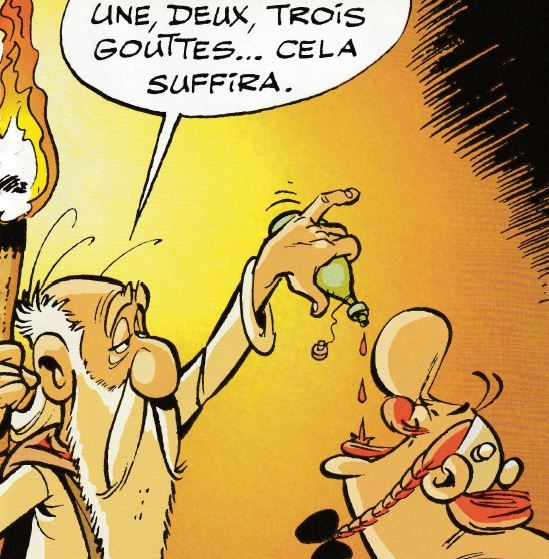 UNE, DEUX, TROIS
GOUTTES... CELA
SUFFIRA.